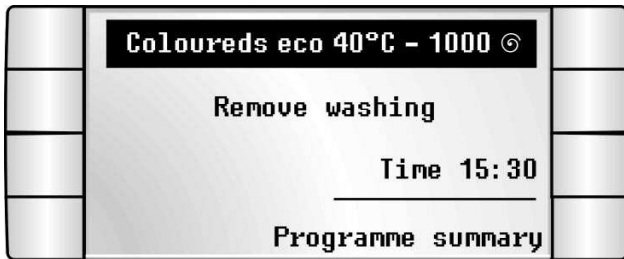 Coloureds eco 40°C - 1000
Remove washing
Time 15:30
Programme summary